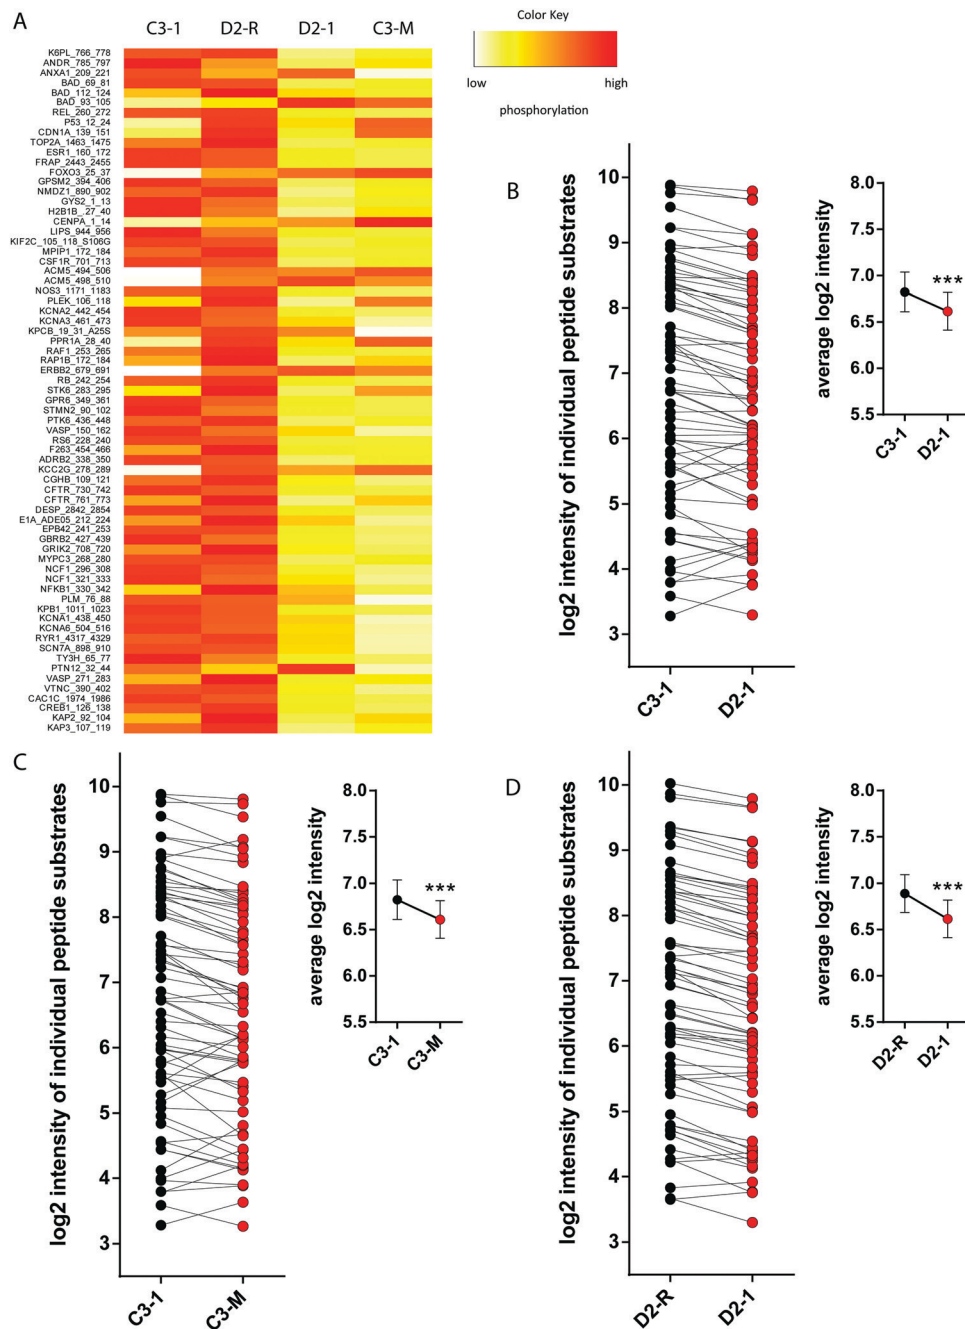 A
C3-1 D2-R D2-1 C3-M
Color Key
low high
phosphorylation
K6PL_766_778
ANDR_785_797
ANXA1_209_221
BAD_69_81
BAD_112_124
BAD_93_105
REL_260_272
P53_12_24
CDN1A_139_151
TOP2A_1463_1475
ESR1_160_172
FRAP_2443_2455
FOXO3_25_37
GPSM2_394_406
NMDZ1_890_902
GYS2_1_13
H2B1B_.27_40
CENPA_1_14
LIPS_944_956
KIF2C_105_118_S106G
MPIP1_172_184
CSF1R_701_713
ACM5_494_506
ACM5_498_510
NOS3_1171_1183
PLEK_106_118
KCNA2_442_454
KCNA3_461_473
KPCB_19_31_A25S
PPR1A_28_40
RAF1_253_265
RAP1B_172_184
ERBB2_679_691
RB_242_254
STK6_283_295
GPR6_349_361
STMN2_90_102
PTK6_436_448
VASP_150_162
RS6_228_240
F263_454_466
ADRB2_338_350
KCC2G_278_289
CGHB_109_121
CFTR_730_742
CFTR_761_773
DESP_2842_2854
E1A_ADE05_212_224
EPB42_241_253
GBRB2_427_439
GRIK2_708_720
MYPC3_268_280
NCF1_296_308
NCF1_321_333
NFKB1_330_342
PLM_76_88
KPB1_1011_1023
KCNA1_438_450
KCNA6_504_516
RYR1_4317_4329
SCN7A_898_910
TY3H_65_77
PTN12_32_44
VASP_271_283
VTNC_390_402
CAC1C_1974_1986
CREB1_126_138
KAP2_92_104
KAP3_107_119
B
log2 intensity of individual peptide substrates
10
9
8
7
6
5
4
3
C3-1 D2-1
average log2 intensity
8.0
7.5
7.0
6.5
6.0
5.5
***
C3-1 D2-1
C
log2 intensity of individual peptide substrates
10
9
8
7
6
5
4
3
C3-1 C3-M
average log2 intensity
8.0
7.5
7.0
6.5
6.0
5.5
***
C3-1 C3-M
D
log2 intensity of individual peptide substrates
10
9
8
7
6
5
4
3
D2-R D2-1
average log2 intensity
8.0
7.5
7.0
6.5
6.0
5.5
***
D2-R D2-1